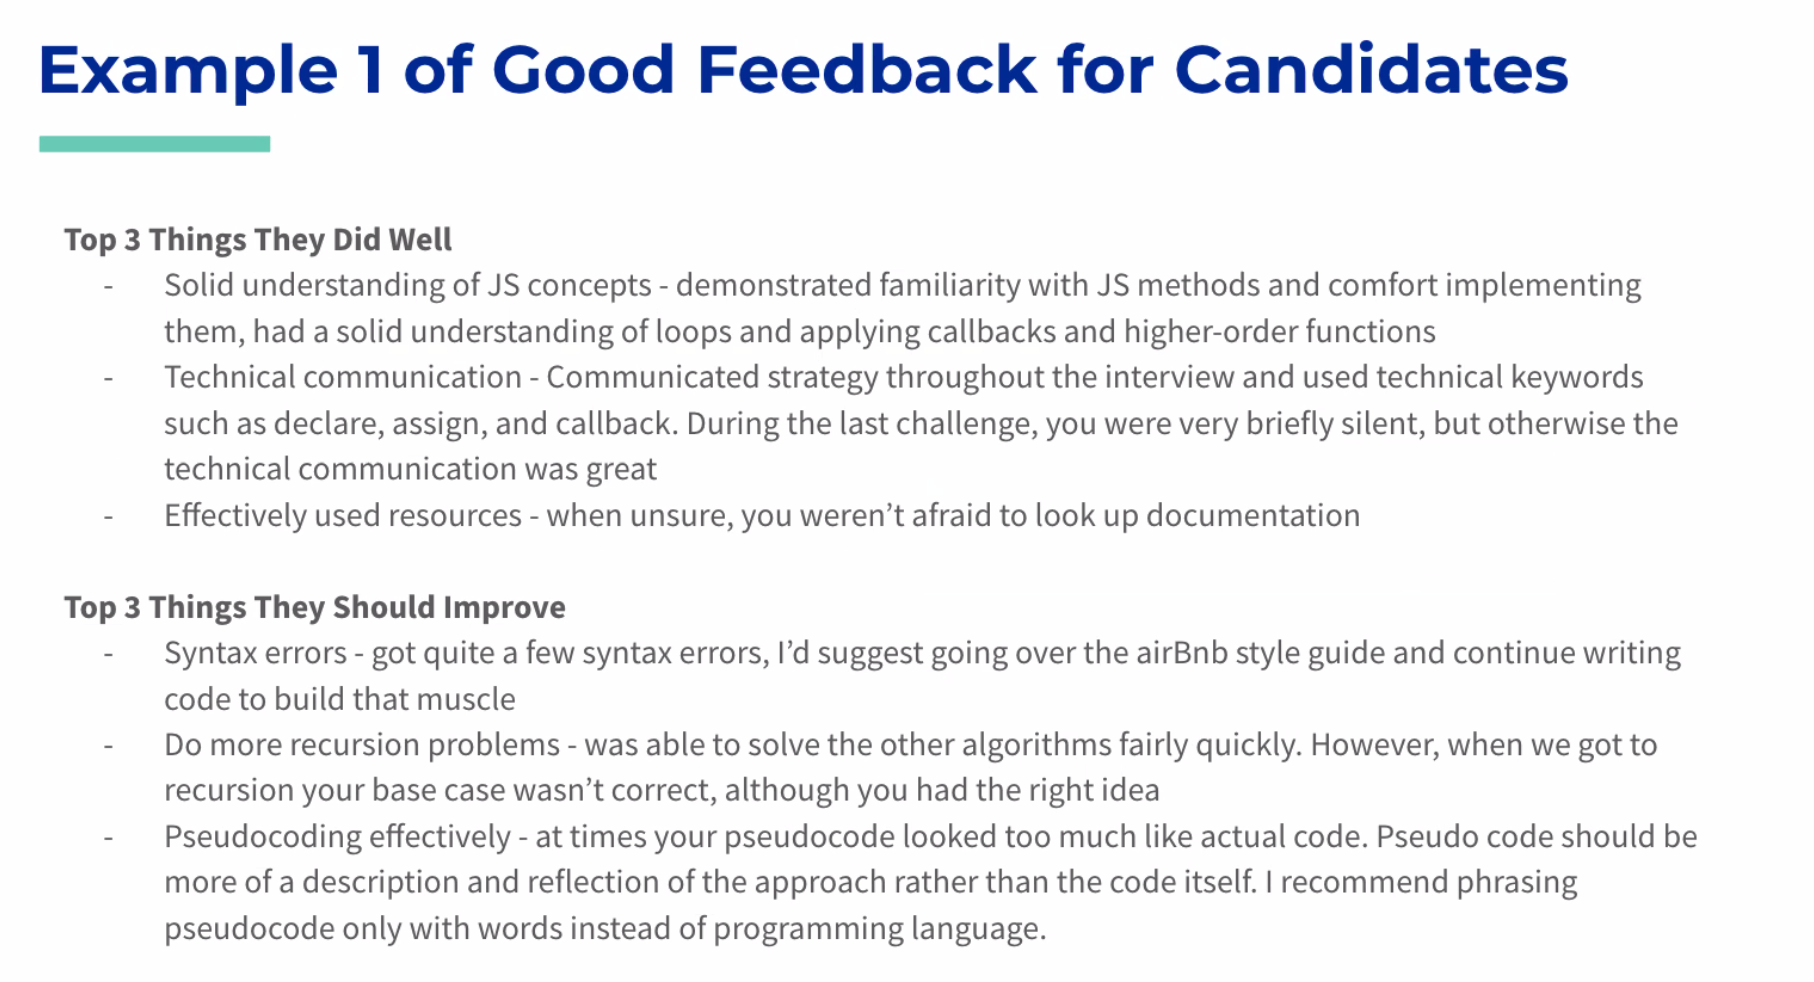 Example 1 of Good Feedback for Candidates
Top 3 Things They Did Well
- Solid understanding of JS concepts - demonstrated familiarity with JS methods and comfort implementing
them, had a solid understanding of loops and applying callbacks and higher-order functions
- Technical communication - Communicated strategy throughout the interview and used technical keywords
such as declare, assign, and callback. During the last challenge, you were very briefly silent, but otherwise the
technical communication was great
- Effectively used resources - when unsure, you weren’t afraid to look up documentation
Top 3 Things They Should Improve
- Syntax errors - got quite a few syntax errors, I’d suggest going over the airBnb style guide and continue writing
code to build that muscle
- Do more recursion problems - was able to solve the other algorithms fairly quickly. However, when we got to
recursion your base case wasn’t correct, although you had the right idea
- Pseudocoding effectively - at times your pseudocode looked too much like actual code. Pseudo code should be
more of a description and reflection of the approach rather than the code itself. I recommend phrasing
pseudocode only with words instead of programming language.